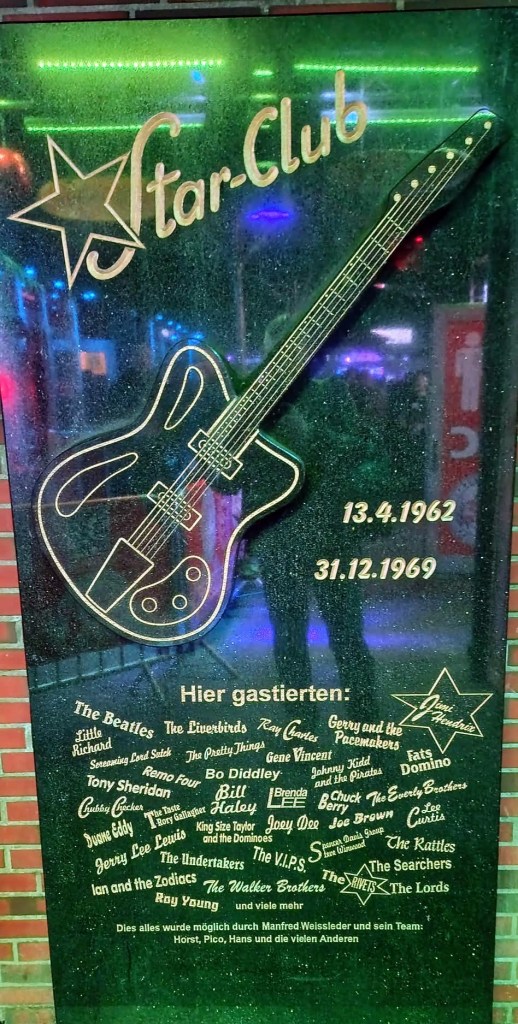 Star-Club
13.4.1962
31.12.1969
Hier gastierten:
Jimi Hendrix
The Beatles The Liverbirds Ray Charles Gerry and the Pacemakers
Little Richard
Screaming Lord Sutch The Pretty Things Gene Vincent Johnny Kidd and the Pirates Fats Domino
Tony Sheridan Remo Four Bo Diddley
Chubby Checker The Taste Rory Gallagher Bill Haley Brenda LEE Chuck Berry The Everly Brothers
Duane Eddy King Size Taylor and the Dominoes Joey Dee Joe Brown Lee Curtis
Jerry Lee Lewis The Undertakers The V.I.P.S. Spencer Davis Group Steve Winwood The Rattles
The Searchers
Ian and the Zodiacs The Walker Brothers The RIVETS The Lords
Roy Young und viele mehr
Dies alles wurde möglich durch Manfred Weissleder und sein Team:
Horst, Pico, Hans und die vielen Anderen